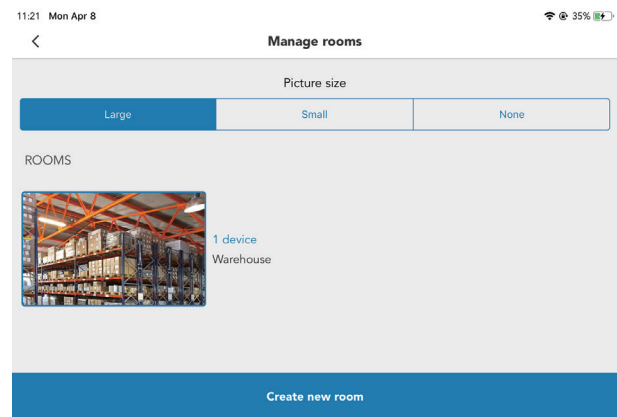 11:21 Mon Apr 8
35%
Manage rooms
Picture size
Large
Small
None
ROOMS
1 device
Warehouse
Create new room